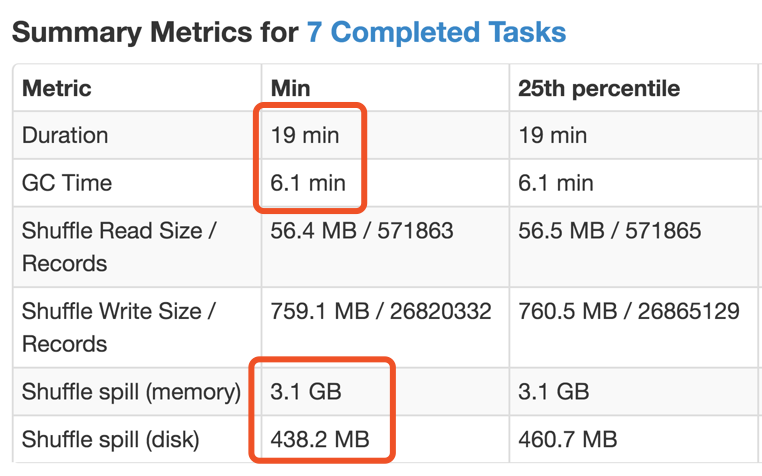 Summary Metrics for 7 Completed Tasks
Metric Min 25th percentile
Duration 19 min 19 min
GC Time 6.1 min 6.1 min
Shuffle Read Size / 56.4 MB / 571863 56.5 MB / 571865
Records
Shuffle Write Size / 759.1 MB / 26820332 760.5 MB / 26865129
Records
Shuffle spill (memory) 3.1 GB 3.1 GB
Shuffle spill (disk) 438.2 MB 460.7 MB